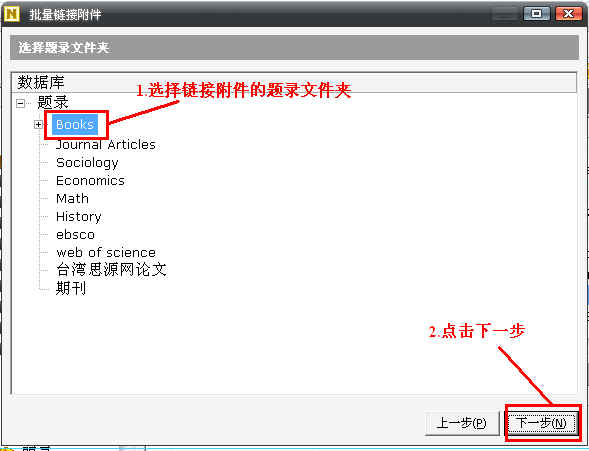 批量链接附件
选择题录文件夹
数据库
1.选择链接附件的题录文件夹
题录
Books
Journal Articles
Sociology
Economics
Math
History
ebsco
web of science
台湾思源网论文
期刊
2.点击下一步
上一步(P)
下一步(N)